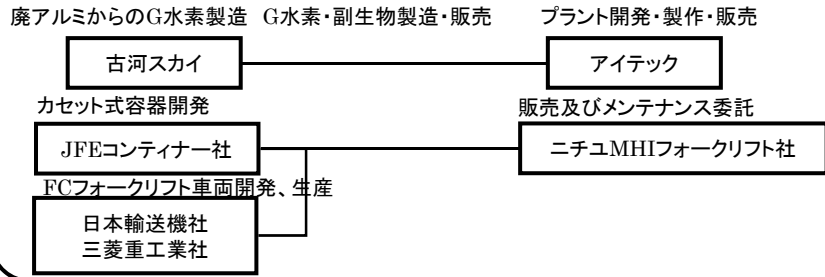 廃アルミからのG水素製造 G水素・副生物製造・販売 プラント開発・製作・販売
古河スカイ アイテック
カセット式容器開発 販売及びメンテナンス委託
JFEコンティナー社 ニチユMHIフォークリフト社
FCフォークリフト車両開発、生産
日本輸送機社
三菱重工業社